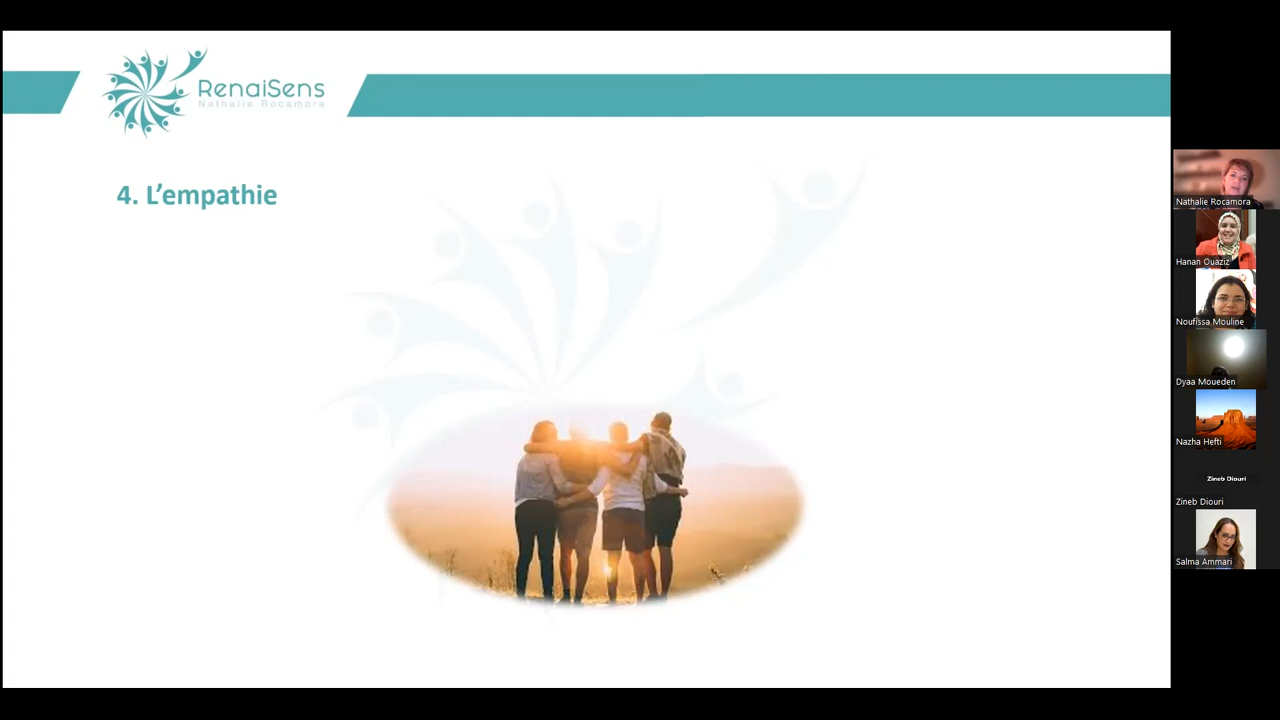 RenaiSens
Nathalie Rocamora
4. L’empathie
Nathalie Rocamora
Hanan Ouaziz
Noufissa Mouline
Dyaa Moueden
Nazha Hefti
Zineb Diouri
Zineb Diouri
Salma Ammari